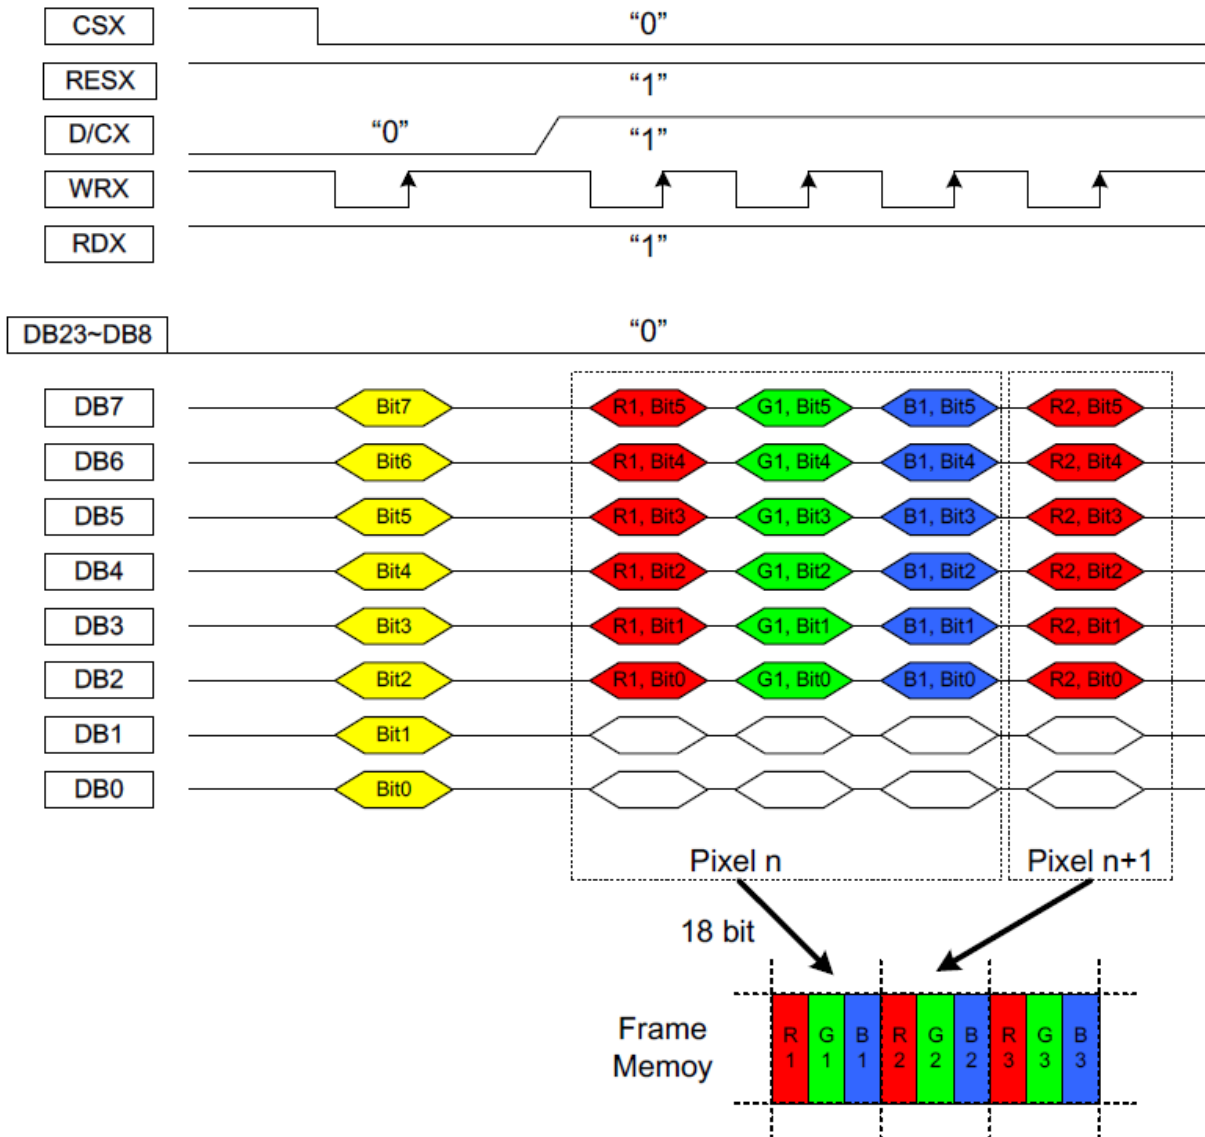 CSX “0”
RESX “1”
D/CX “0” “1”
WRX
RDX “1”
DB23~DB8 “0”
DB7 Bit7 R1, Bit5 G1, Bit5 B1, Bit5 R2, Bit5
DB6 Bit6 R1, Bit4 G1, Bit4 B1, Bit4 R2, Bit4
DB5 Bit5 R1, Bit3 G1, Bit3 B1, Bit3 R2, Bit3
DB4 Bit4 R1, Bit2 G1, Bit2 B1, Bit2 R2, Bit2
DB3 Bit3 R1, Bit1 G1, Bit1 B1, Bit1 R2, Bit1
DB2 Bit2 R1, Bit0 G1, Bit0 B1, Bit0 R2, Bit0
DB1 Bit1
DB0 Bit0
Pixel n Pixel n+1
18 bit
Frame
Memoy
R G B R G B R G B
1 1 1 2 2 2 3 3 3